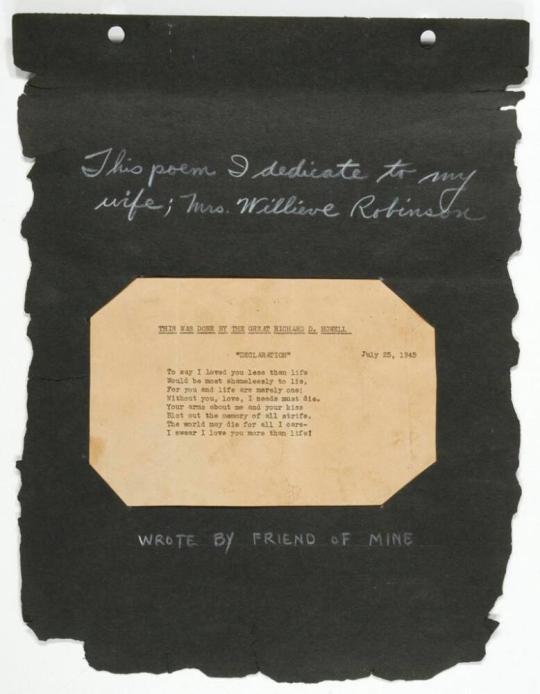 This poem I dedicate to my
wife; Mrs. Willieve Robinson
THIS WAS DONE BY THE GREAT RICHARD D. HOWELL
"DECLARATION" July 25, 1945
To say I loved you less than life
Would be most shamelessly to lie,
For you and life are merely one;
Without you, love, I needs must die.
Your arms about me and your kiss
Blot out the memory of all strife.
The world may die for all I care-
I swear I love you more than life!
WROTE BY FRIEND OF MINE